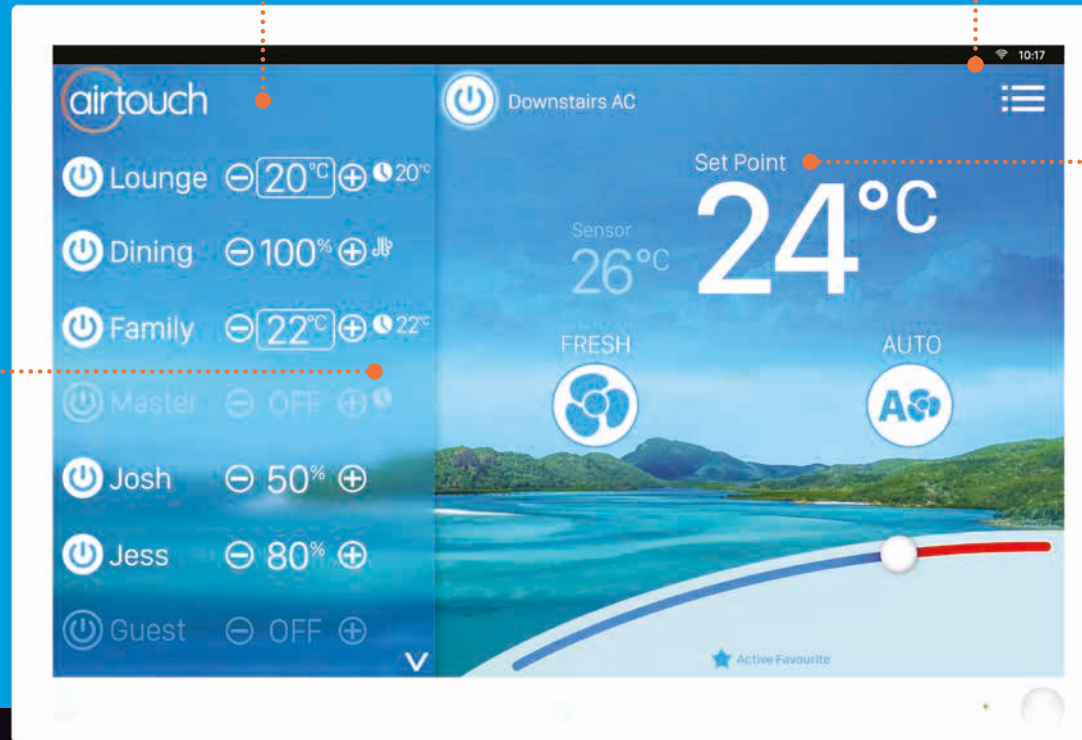 10:17
airtouch
Downstairs AC
Lounge 20°C 20°C
Set Point
24°C
Dining 100%
Sensor
26°C
Family 22°C 22°C
FRESH
AUTO
A
Master OFF
Josh 50%
Jess 80%
Guest OFF
Active Favourite